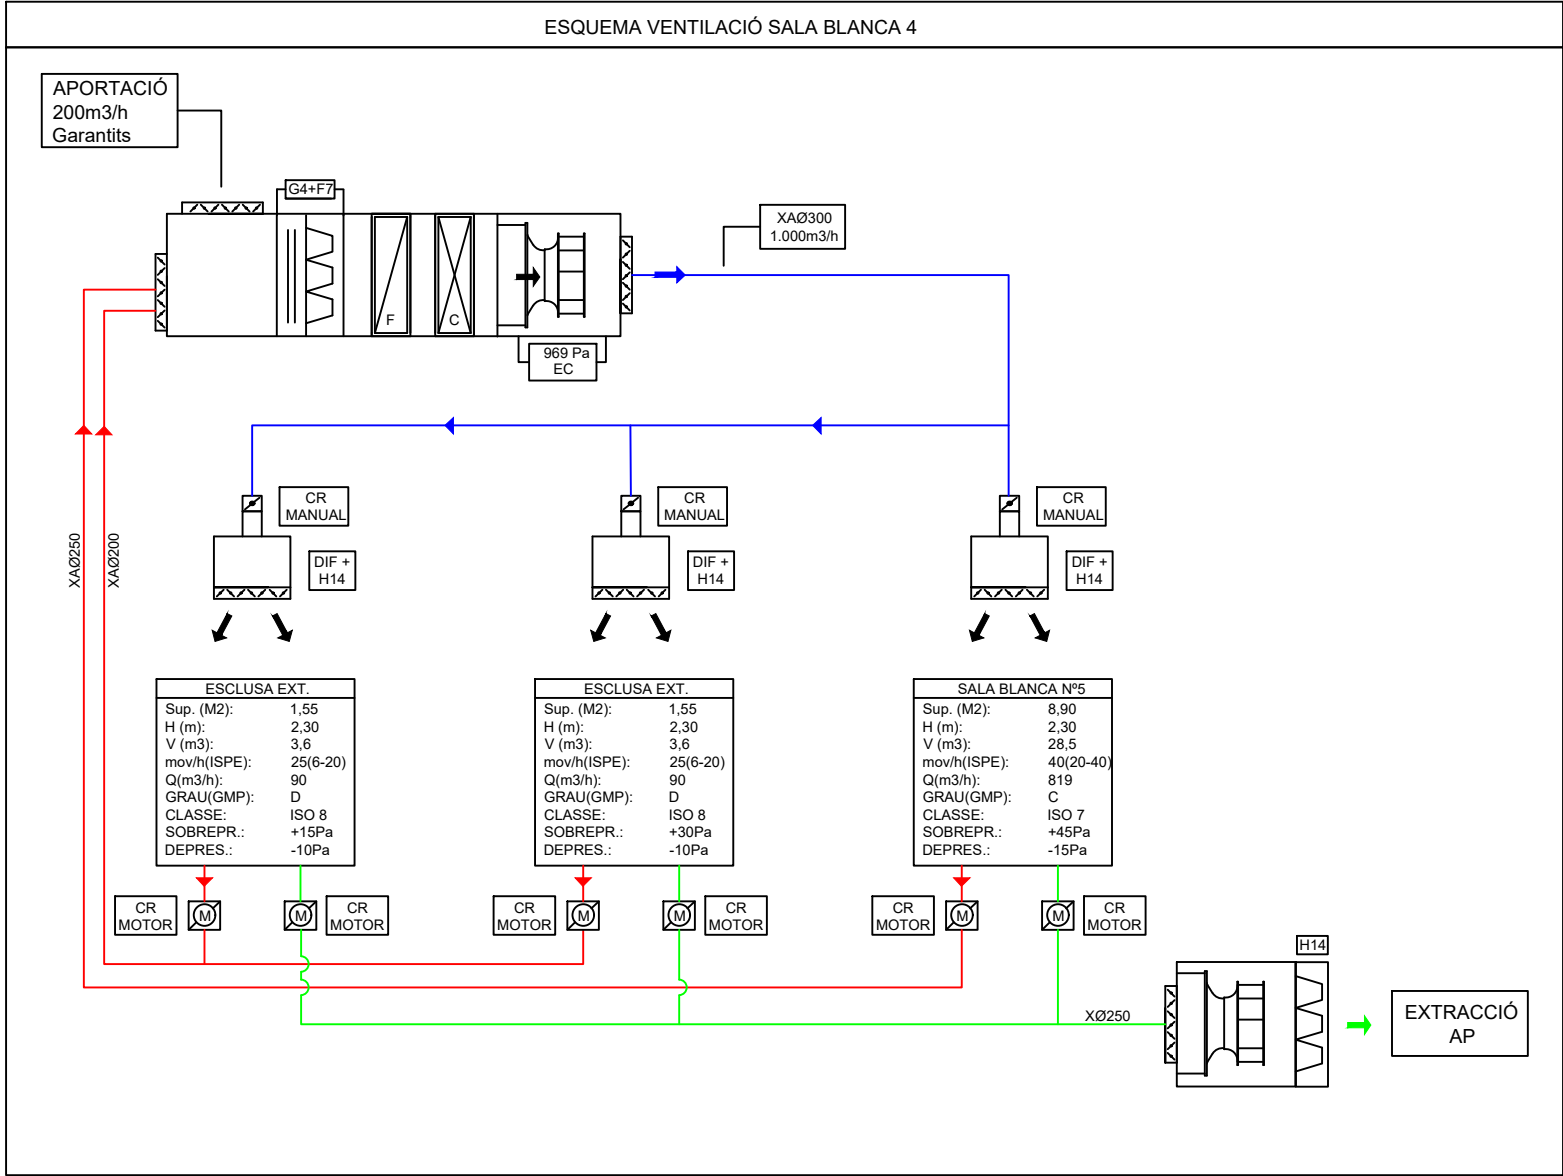 ESQUEMA VENTILACIÓ SALA BLANCA 4
APORTACIÓ
200m3/h
Garantits
G4+F7
XAØ300
1.000m3/h
F
C
969 Pa
EC
XAØ250
XAØ200
CR
MANUAL
DIF +
H14
CR
MANUAL
DIF +
H14
CR
MANUAL
DIF +
H14
ESCLUSA EXT.
Sup. (M2): 1,55
H (m): 2,30
V (m3): 3,6
mov/h(ISPE): 25(6-20)
Q(m3/h): 90
GRAU(GMP): D
CLASSE: ISO 8
SOBREPR.: +15Pa
DEPRES.: -10Pa
ESCLUSA EXT.
Sup. (M2): 1,55
H (m): 2,30
V (m3): 3,6
mov/h(ISPE): 25(6-20)
Q(m3/h): 90
GRAU(GMP): D
CLASSE: ISO 8
SOBREPR.: +30Pa
DEPRES.: -10Pa
SALA BLANCA Nº5
Sup. (M2): 8,90
H (m): 2,30
V (m3): 28,5
mov/h(ISPE): 40(20-40)
Q(m3/h): 819
GRAU(GMP): C
CLASSE: ISO 7
SOBREPR.: +45Pa
DEPRES.: -15Pa
CR
MOTOR
M
M
CR
MOTOR
CR
MOTOR
M
M
CR
MOTOR
CR
MOTOR
M
M
CR
MOTOR
H14
XØ250
EXTRACCIÓ
AP